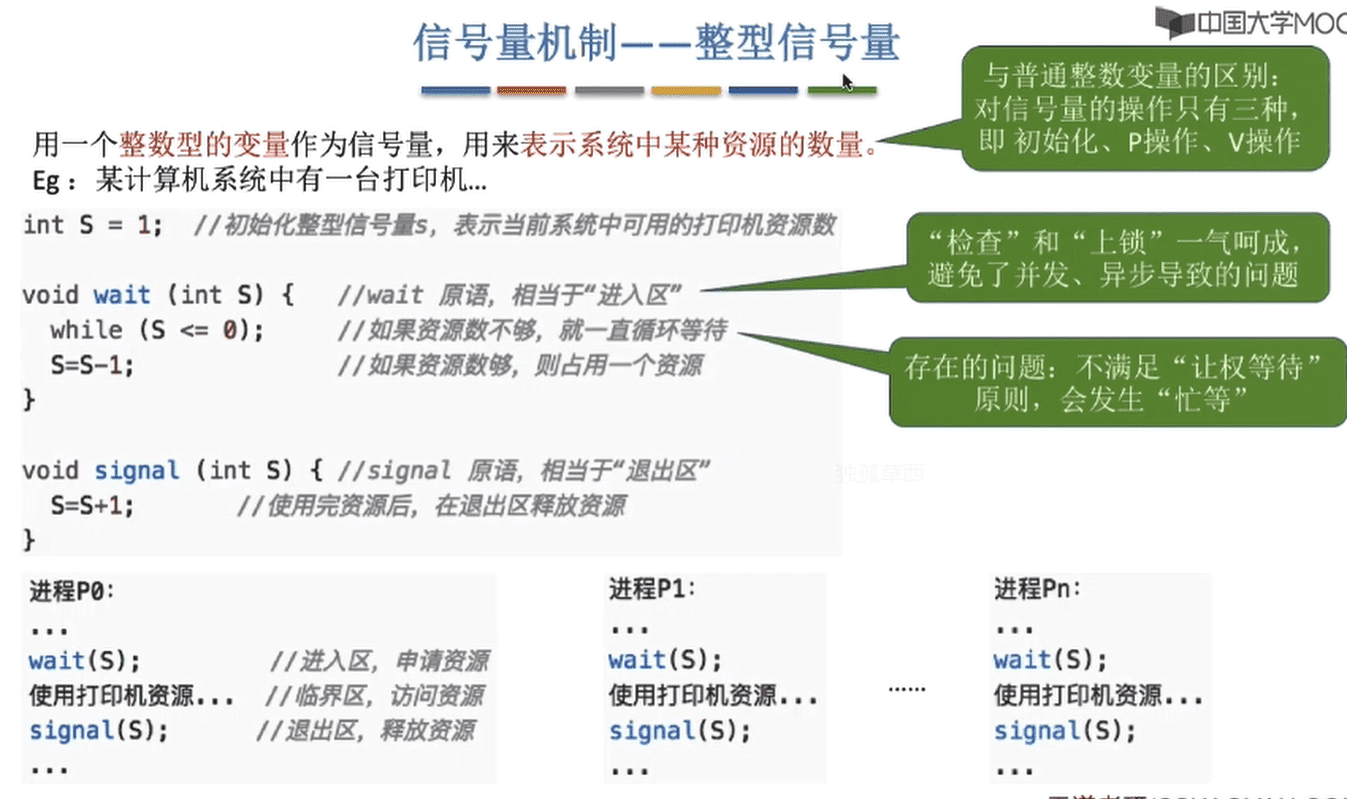 中国大学MOO
信号量机制——整型信号量
与普通整数变量的区别：
对信号量的操作只有三种，
即 初始化、P操作、V操作
用一个整数型的变量作为信号量，用来表示系统中某种资源的数量。
Eg：某计算机系统中有一台打印机…
int S = 1;  //初始化整型信号量s，表示当前系统中可用的打印机资源数
“检查”和“上锁”一气呵成，
避免了并发、异步导致的问题
void wait (int S) {   //wait 原语，相当于“进入区”
while (S <= 0);     //如果资源数不够，就一直循环等待
S=S-1;              //如果资源数够，则占用一个资源
}
存在的问题：不满足“让权等待”
原则，会发生“忙等”
void signal (int S) { //signal 原语，相当于“退出区”
S=S+1;       //使用完资源后，在退出区释放资源
}
独孤草西
进程P0：
...
wait(S);         //进入区，申请资源
使用打印机资源...  //临界区，访问资源
signal(S);       //退出区，释放资源
...
进程P1：
...
wait(S);
使用打印机资源...
signal(S);
...
……
进程Pn：
...
wait(S);
使用打印机资源...
signal(S);
...